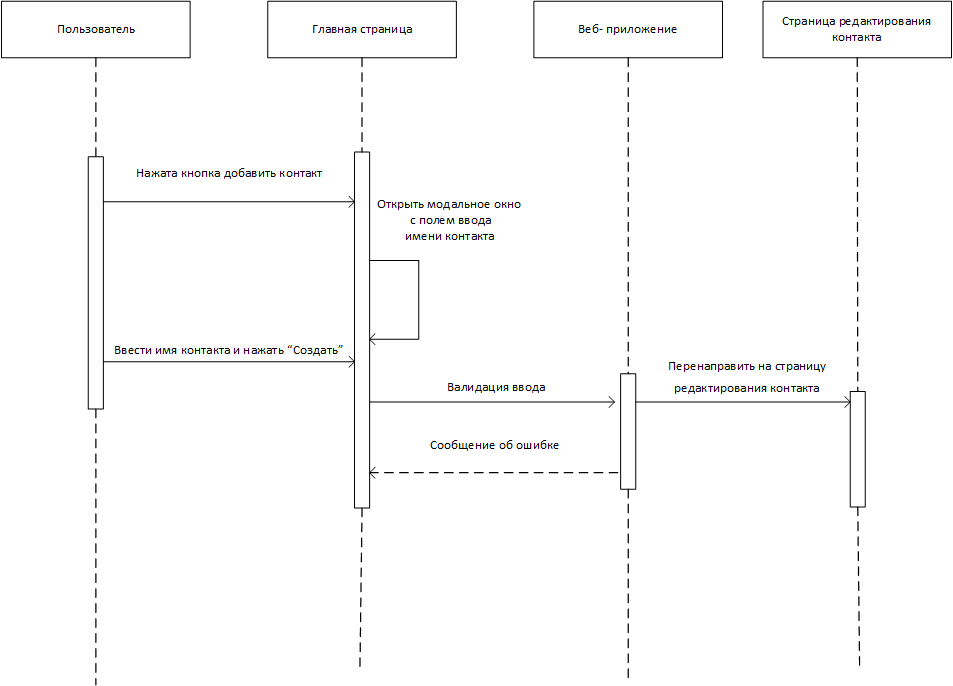 Пользователь
Главная страница
Веб- приложение
Страница редактирования
контакта
Нажата кнопка добавить контакт
Открыть модальное окно
с полем ввода
имени контакта
Ввести имя контакта и нажать “Создать”
Перенаправить на страницу
редактирования контакта
Валидация ввода
Сообщение об ошибке